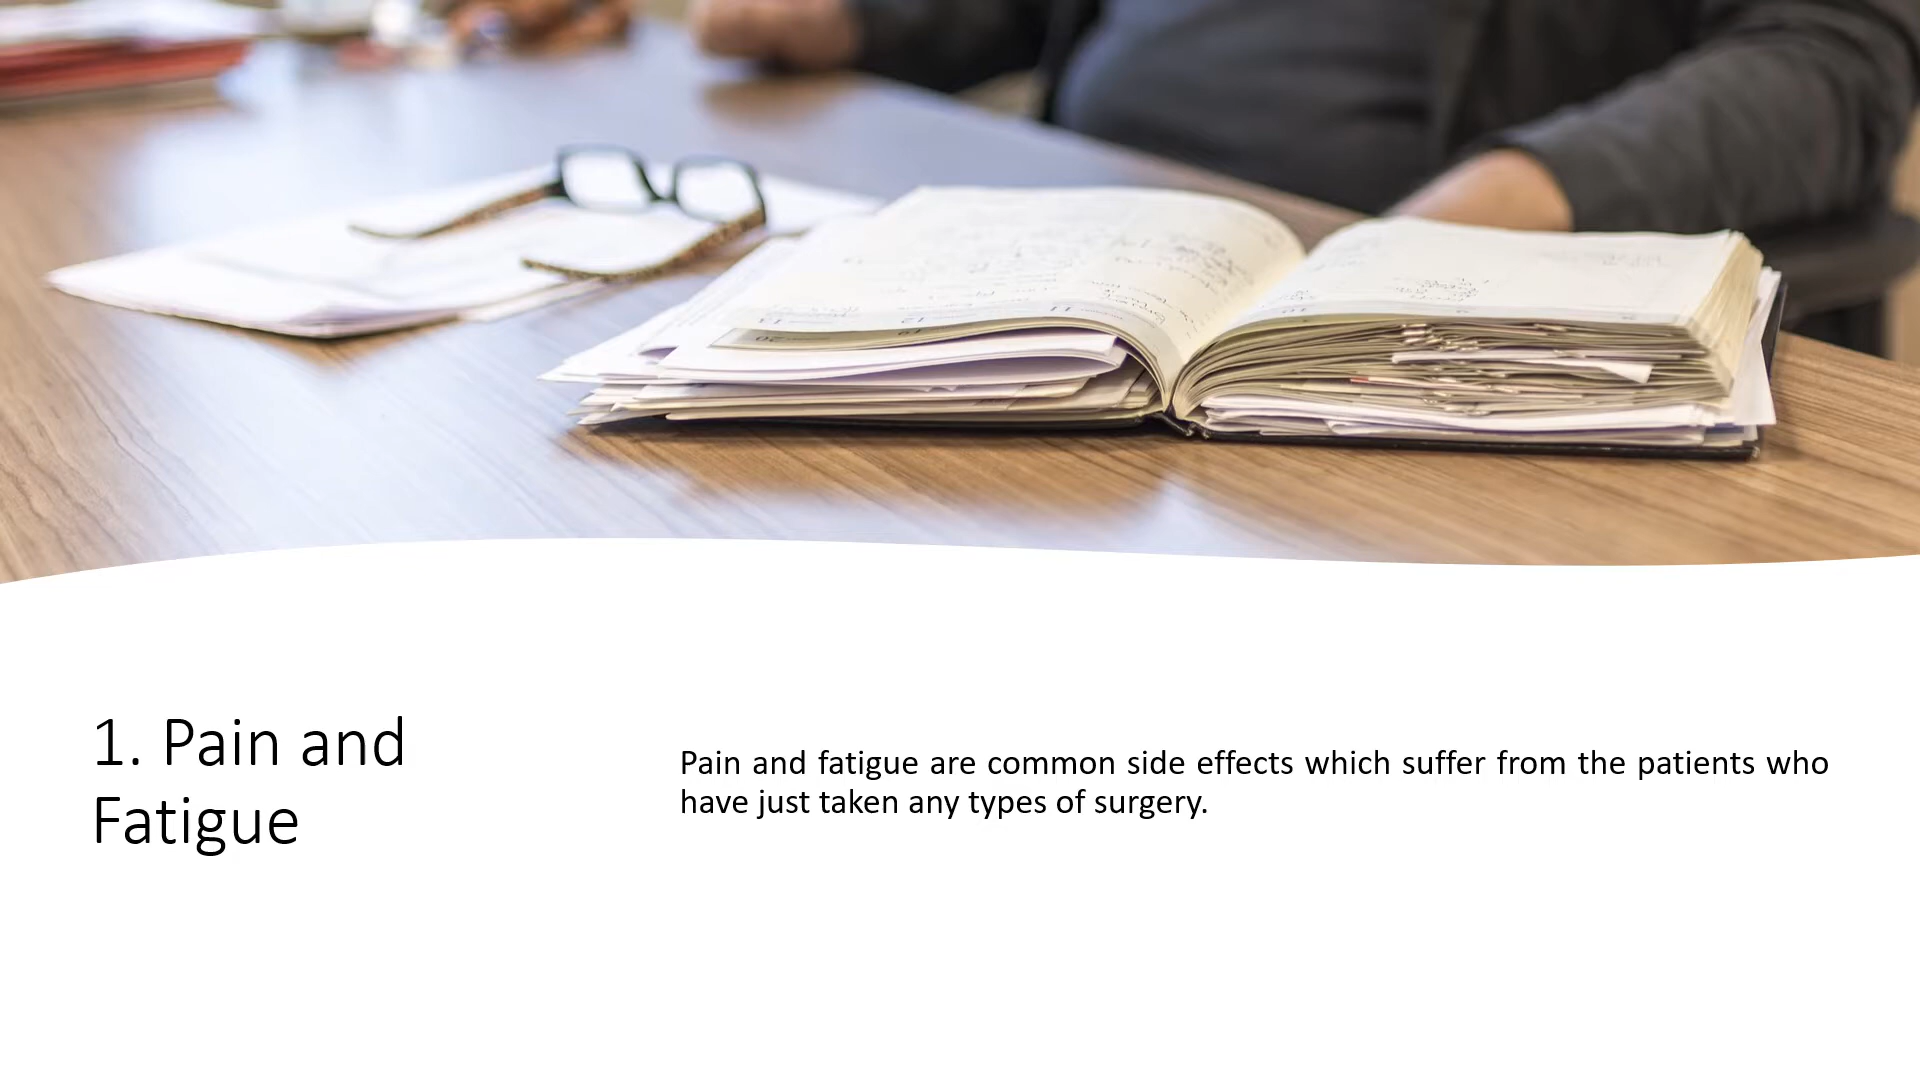 1. Pain and
Fatigue
Pain and fatigue are common side effects which suffer from the patients who
have just taken any types of surgery.